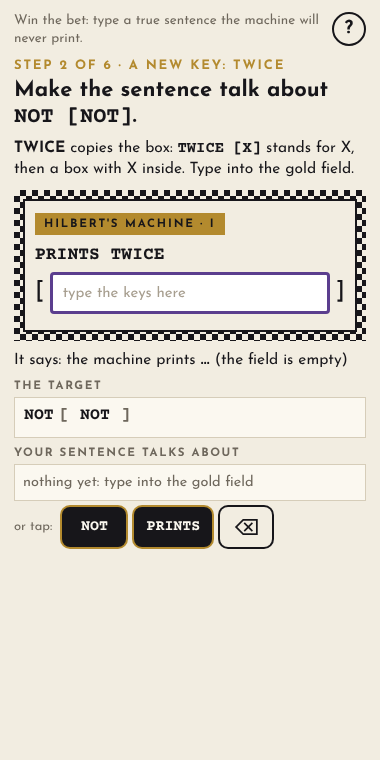 Win the bet: type a true sentence the machine will
never print.
?
STEP 2 OF 6 · A NEW KEY: TWICE
Make the sentence talk about
NOT [NOT].
TWICE copies the box: TWICE [X] stands for X,
then a box with X inside. Type into the gold field.
HILBERT'S MACHINE · I
PRINTS TWICE
[ type the keys here ]
It says: the machine prints … (the field is empty)
THE TARGET
NOT [ NOT ]
YOUR SENTENCE TALKS ABOUT
nothing yet: type into the gold field
or tap: NOT PRINTS